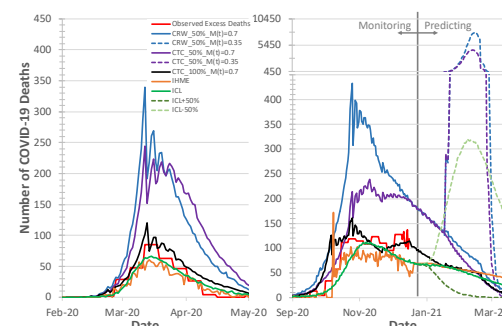 Number of COVID-19 Deaths
450
400
350
300
250
200
150
100
50
0
Feb-20
Mar-20
Apr-20
May-20
Date
Observed Excess Deaths
CRW_50%_M(t)=0.7
CRW_50%_M(t)=0.35
CTC_50%_M(t)=0.7
CTC_50%_M(t)=0.35
CTC_100%_M(t)=0.7
IHME
ICL
ICL+50%
ICL-50%
Monitoring
Predicting
10450
5450
450
400
350
300
250
200
150
100
50
0
Sep-20
Nov-20
Jan-21
Mar-2
Date